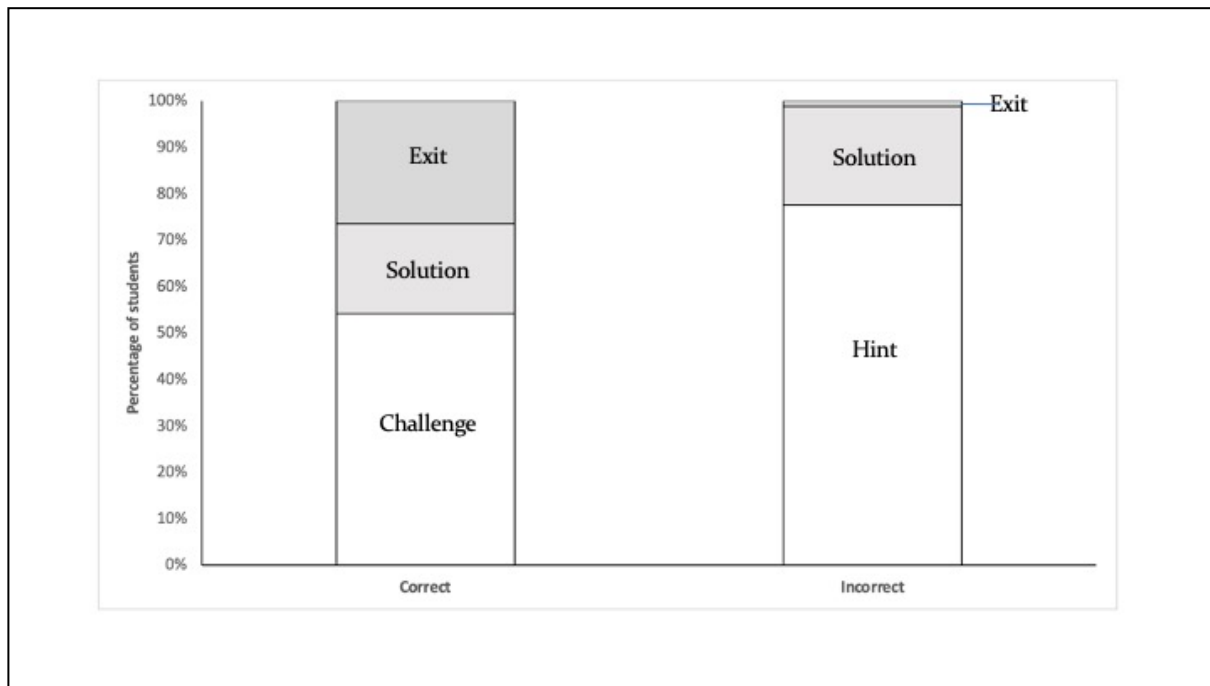 100%
90%
80%
70%
60%
50%
40%
30%
20%
10%
0%
Percentage of students
Exit
Solution
Challenge
Correct
Exit
Solution
Hint
Incorrect